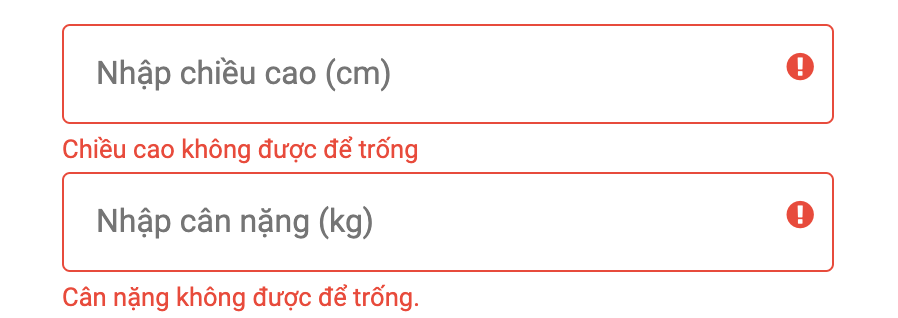 Nhập chiều cao (cm)
Chiều cao không được để trống
Nhập cân nặng (kg)
Cân nặng không được để trống.